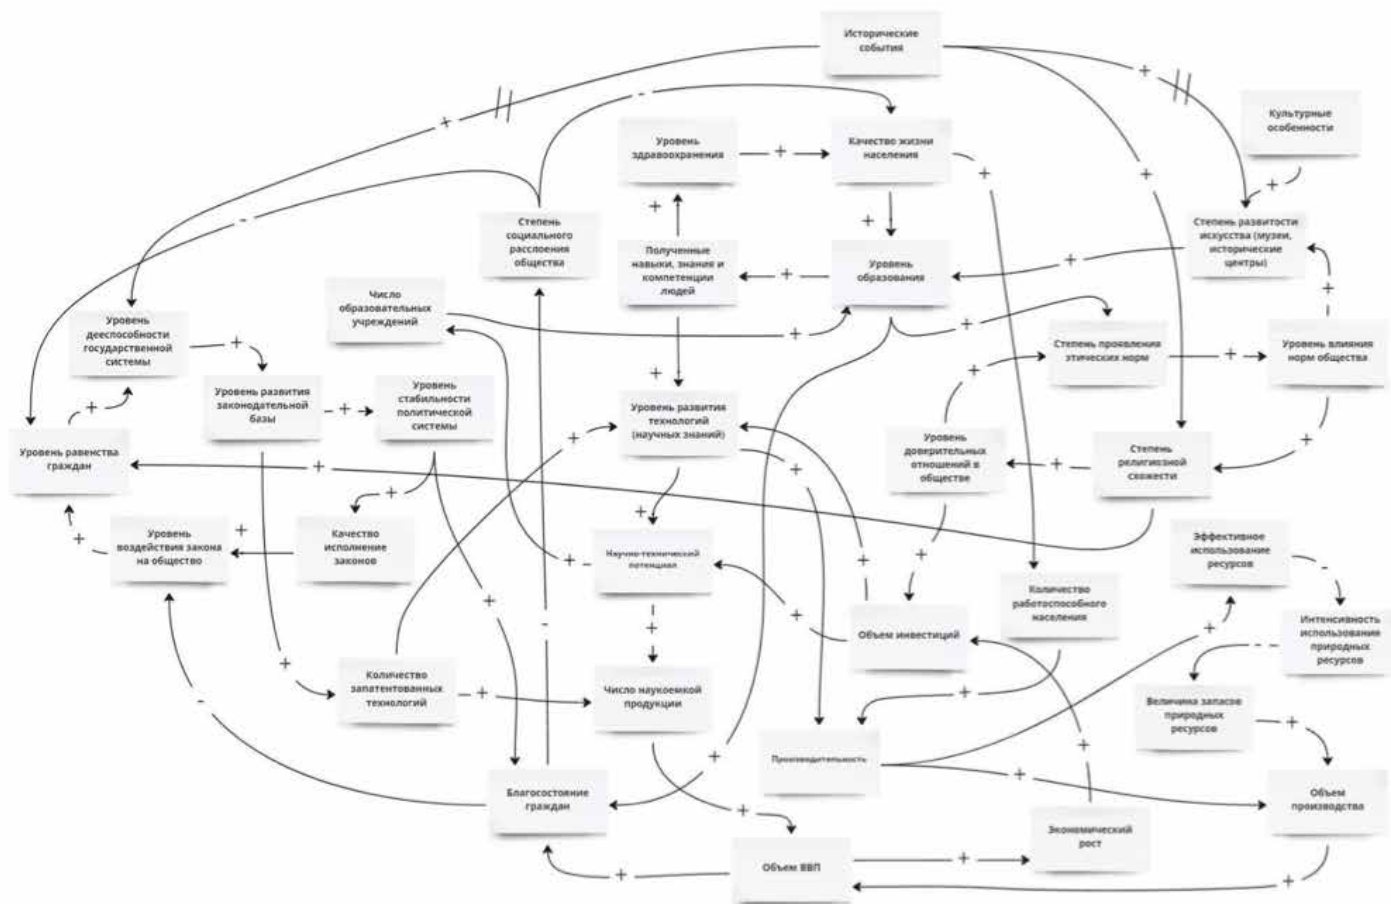 Исторические
события
Культурные
особенности
Уровень
здравоохранения
Качество жизни
населения
Степень
социального
расслоения
общества
Полученные
навыки, знания и
компетенции
людей
Уровень
образования
Степень развитости
искусства (музеи,
исторические
центры)
Число
образовательных
учреждений
Уровень
дееспособности
государственной
системы
Степень проявления
этических норм
Уровень влияния
норм общества
Уровень развития
законодательной
базы
Уровень
стабильности
политической
системы
Уровень развития
технологий
(научных знаний)
Уровень равенства
граждан
Уровень
доверительных
отношений в
обществе
Степень
религиозной
схожести
Уровень
воздействия закона
на общество
Качество
исполнение
законов
Научно-технический
потенциал
Эффективное
использование
ресурсов
Количество
работоспособного
населения
Объем инвестиций
Интенсивность
использования
природных
ресурсов
Количество
запатентованных
технологий
Число наукоемкой
продукции
Величина запасов
природных
ресурсов
Производительность
Благосостояние
граждан
Объем
производства
Экономический
рост
Объем ВВП